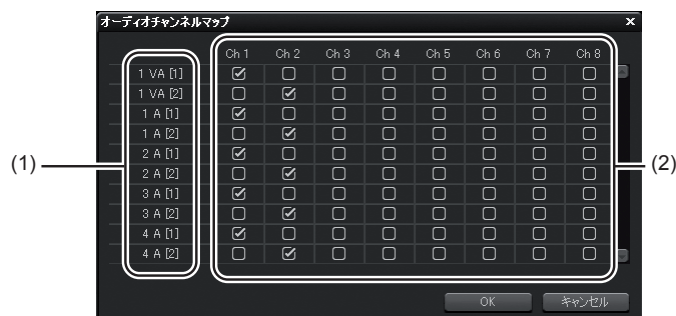 オーディオチャンネルマップ ×
Ch 1 Ch 2 Ch 3 Ch 4 Ch 5 Ch 6 Ch 7 Ch 8
1 VA [1]
1 VA [2]
1 A [1]
1 A [2]
2 A [1]
(1) (2)
2 A [2]
3 A [1]
3 A [2]
4 A [1]
4 A [2]
OK キャンセル